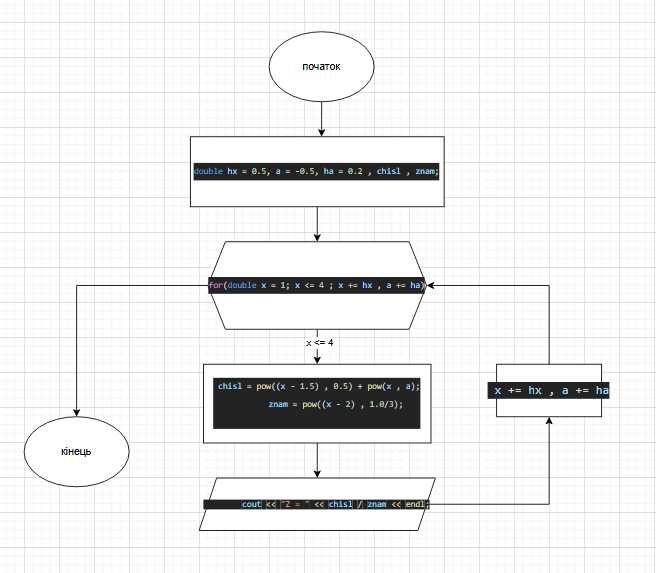 початок
double hx = 0.5, a = -0.5, ha = 0.2 , chisl , znam;
for(double x = 1; x <= 4 ; x += hx , a += ha)
x <= 4
chisl = pow((x - 1.5) , 0.5) + pow(x , a);
znam = pow((x - 2) , 1.0/3);
x += hx , a += ha
кінець
cout << "Z = " << chisl / znam << endl;